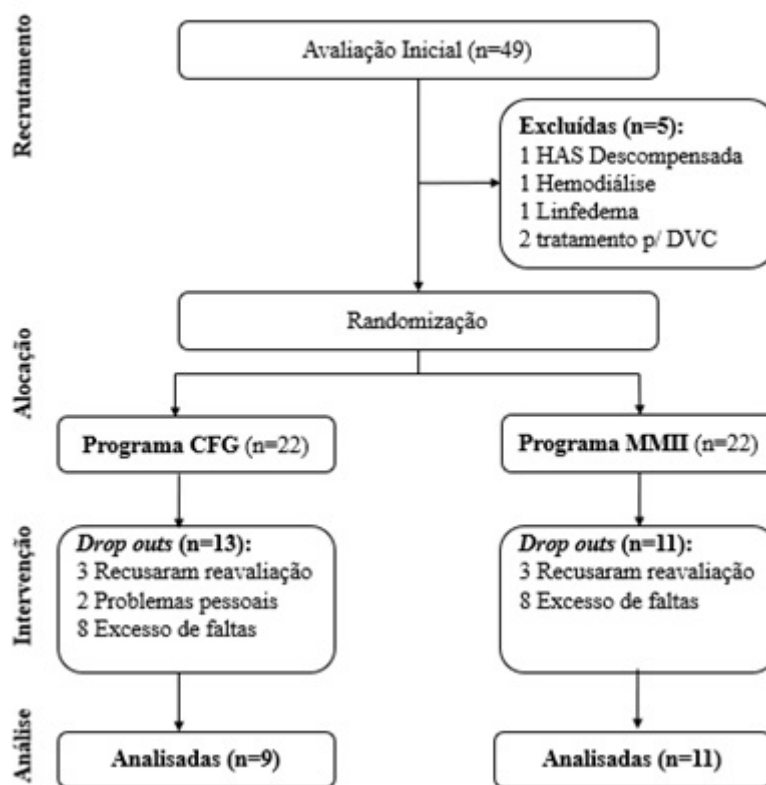 Recrutamento
Avaliação Inicial (n=49)
Excluídas (n=5):
1 HAS Descompensada
1 Hemodiálise
1 Linfedema
2 tratamento p/ DVC
Alocação
Randomização
Programa CFG (n=22)
Programa MMII (n=22)
Intervenção
Drop outs (n=13):
3 Recusaram reavaliação
2 Problemas pessoais
8 Excesso de faltas
Drop outs (n=11):
3 Recusaram reavaliação
8 Excesso de faltas
Análise
Analisadas (n=9)
Analisadas (n=11)